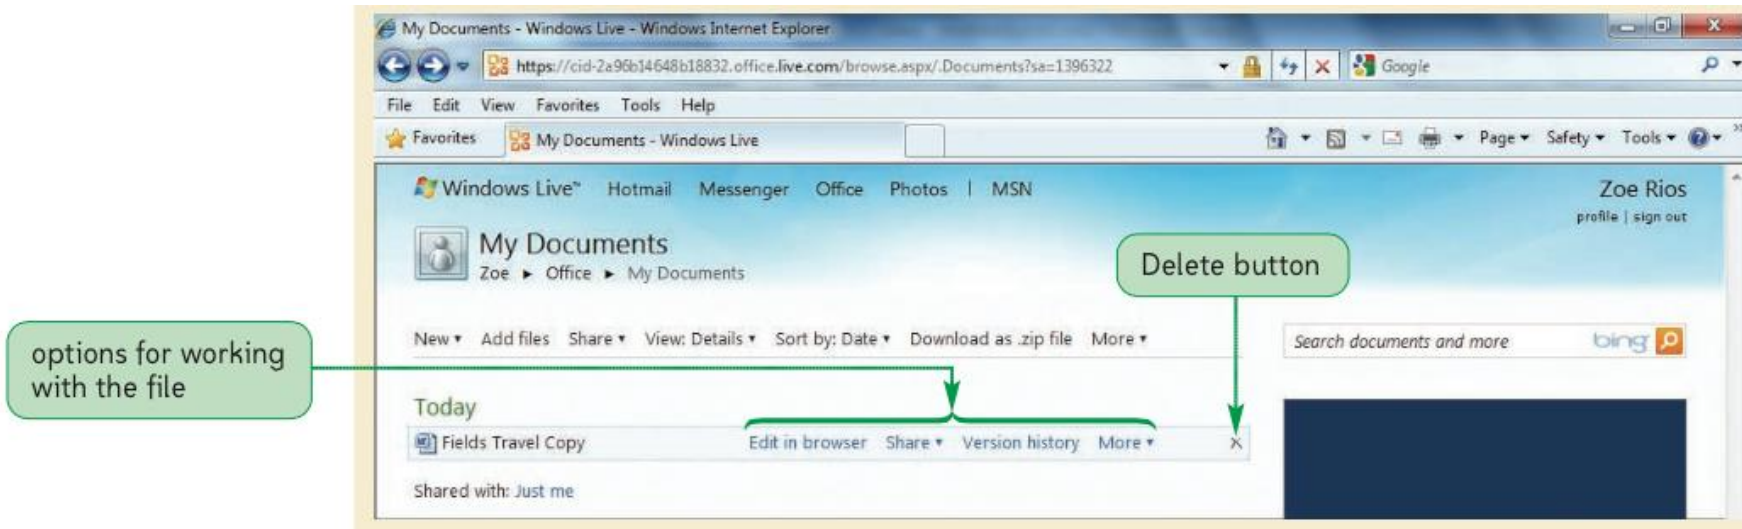 My Documents - Windows Live - Windows Internet Explorer
https://cid-2a96b14648b18832.office.live.com/browse.aspx/.Documents?sa=1396322
Google
File Edit View Favorites Tools Help
Favorites My Documents - Windows Live Page Safety Tools
Windows Live™ Hotmail Messenger Office Photos | MSN
Zoe Rios
profile | sign out
My Documents
Zoe ▸ Office ▸ My Documents
Delete button
New Add files Share View: Details Sort by: Date Download as .zip file More
Search documents and more bing
options for working
with the file
Today
Fields Travel Copy Edit in browser Share Version history More
Shared with: Just me